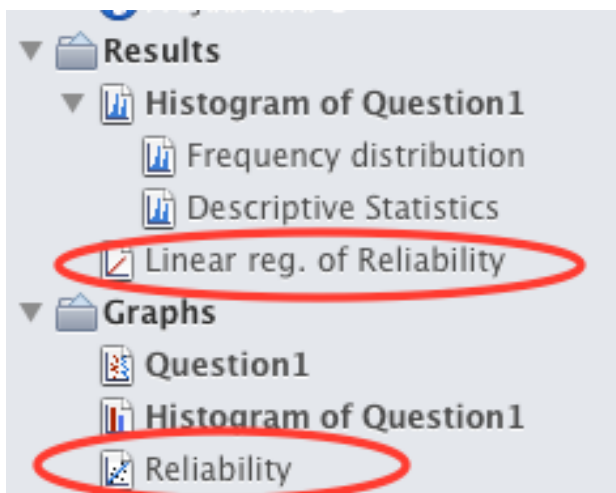 Results
Histogram of Question1
Frequency distribution
Descriptive Statistics
Linear reg. of Reliability
Graphs
Question1
Histogram of Question1
Reliability